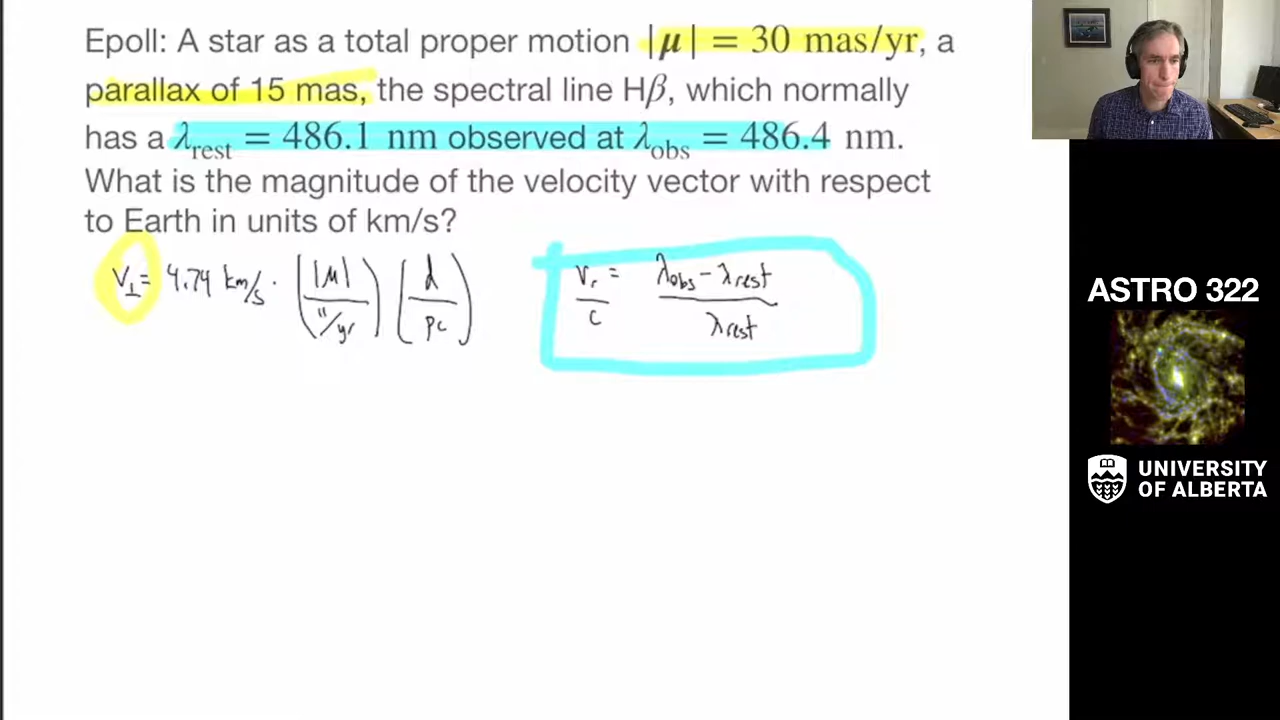 Epoll: A star as a total proper motion |μ| = 30 mas/yr, a
parallax of 15 mas, the spectral line Hβ, which normally
has a λrest = 486.1 nm observed at λobs = 486.4 nm.
What is the magnitude of the velocity vector with respect
to Earth in units of km/s?
V⊥ = 4.74 km/s · (|μ| / "/yr) (d / pc)
Vr / c = λobs − λrest / λrest
ASTRO 322
UNIVERSITY
OF ALBERTA